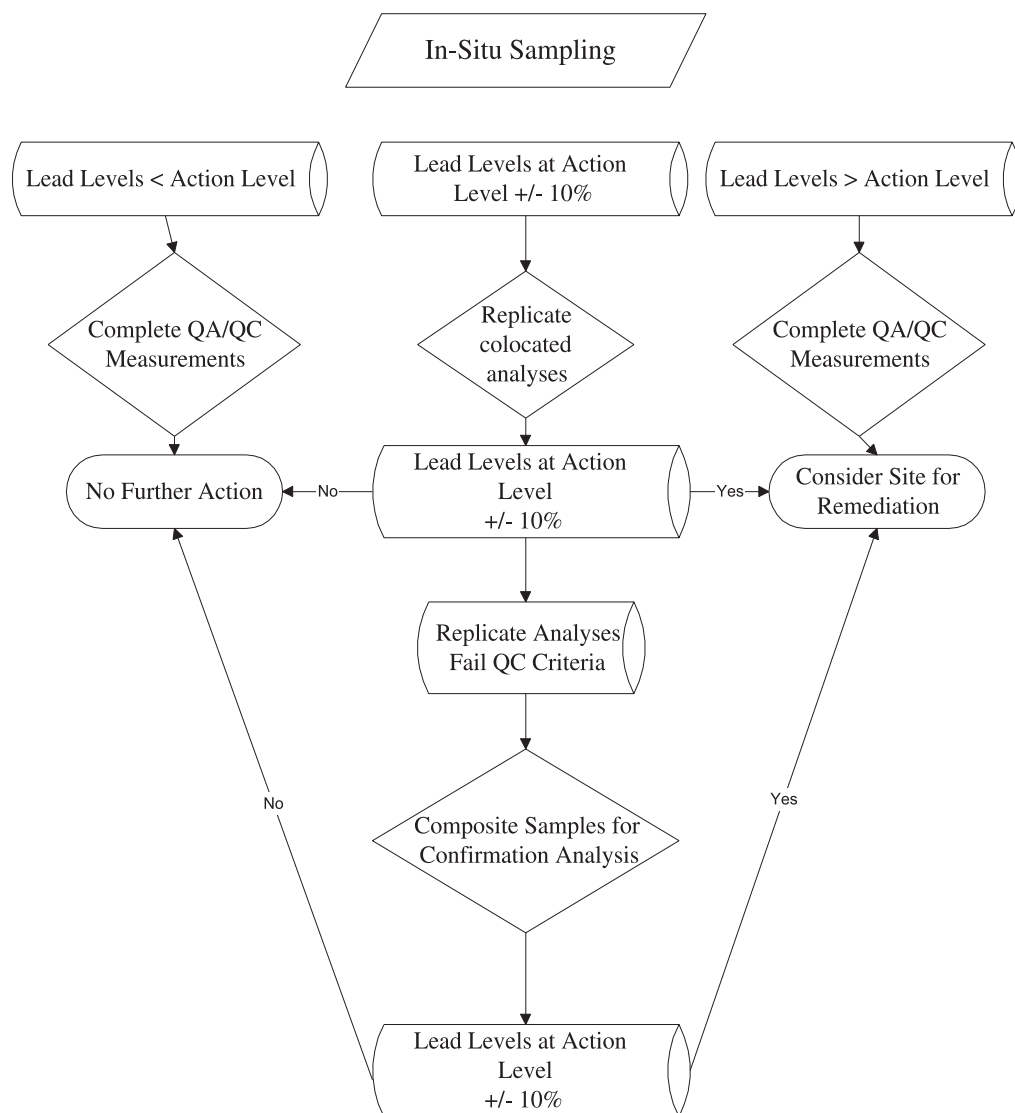 In-Situ Sampling
Lead Levels < Action Level
Lead Levels at Action
Level +/- 10%
Lead Levels > Action Level
Complete QA/QC
Measurements
Replicate
colocated
analyses
Complete QA/QC
Measurements
No Further Action
No
Lead Levels at Action
Level
+/- 10%
Yes
Consider Site for
Remediation
Replicate Analyses
Fail QC Criteria
No
Composite Samples for
Confirmation Analysis
Yes
Lead Levels at Action
Level
+/- 10%